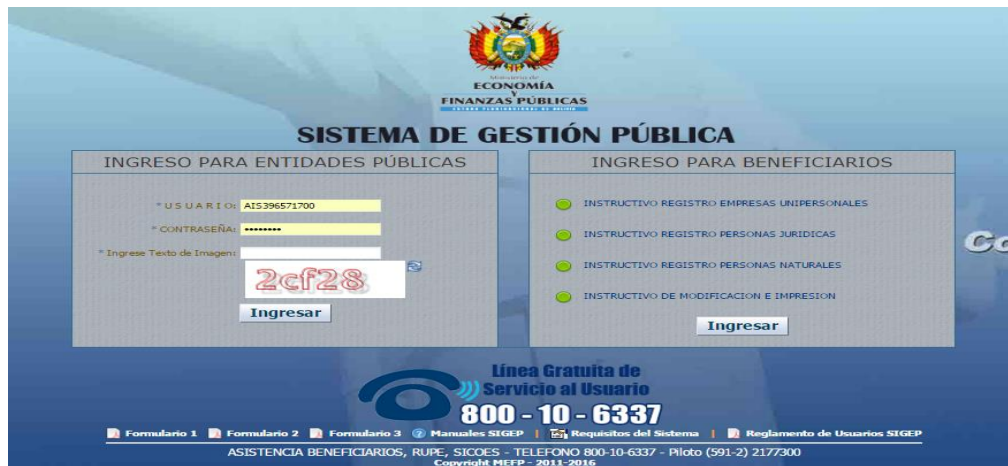 Ministerio de
ECONOMÍA
Y
FINANZAS PÚBLICAS
SISTEMA DE GESTIÓN PÚBLICA
INGRESO PARA ENTIDADES PÚBLICAS
* U S U A R I O: AIS396571700
* CONTRASEÑA: ••••••••
* Ingrese Texto de Imagen:
2cf28
Ingresar
INGRESO PARA BENEFICIARIOS
INSTRUCTIVO REGISTRO EMPRESAS UNIPERSONALES
INSTRUCTIVO REGISTRO PERSONAS JURIDICAS
INSTRUCTIVO REGISTRO PERSONAS NATURALES
INSTRUCTIVO DE MODIFICACION E IMPRESION
Ingresar
Co
Línea Gratuita de
Servicio al Usuario
800 - 10 - 6337
Formulario 1 Formulario 2 Formulario 3 Manuales SIGEP | Requisitos del Sistema | Reglamento de Usuarios SIGEP
ASISTENCIA BENEFICIARIOS, RUPE, SICOES - TELEFONO 800-10-6337 - Piloto (591-2) 2177300
Copyright MEFP - 2011-2016